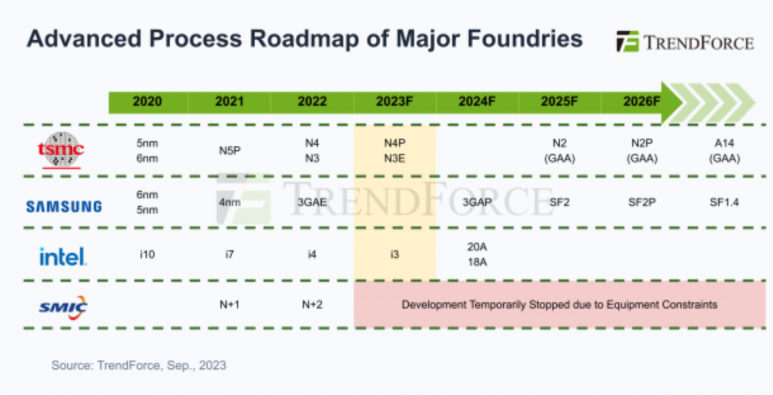 Advanced Process Roadmap of Major Foundries
TRENDFORCE
2020 2021 2022 2023F 2024F 2025F 2026F
tsmc
5nm N4 N4P N2 N2P A14
N5P
6nm N3 N3E (GAA) (GAA) (GAA)
TRENDFORCE
SAMSUNG
6nm
4nm 3GAE 3GAP SF2 SF2P SF1.4
5nm
intel.
20A
i10 i7 i4 i3
18A
SMIC
N+1 N+2 Development Temporarily Stopped due to Equipment Constraints
Source: TrendForce, Sep., 2023